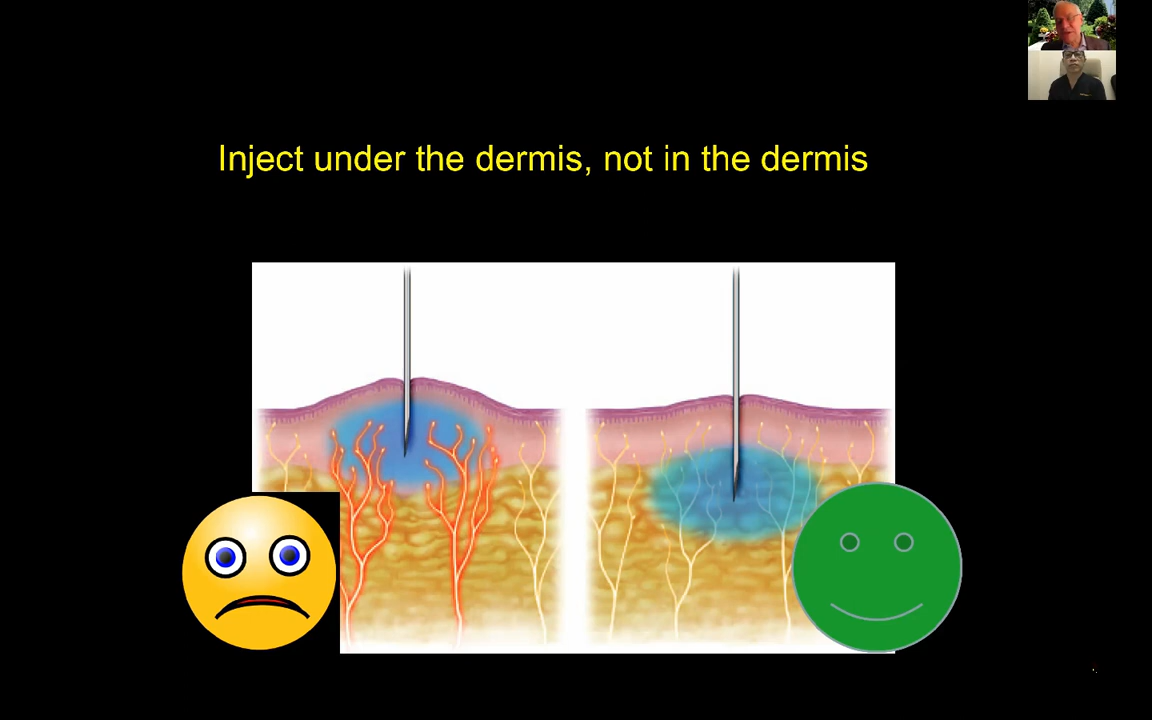 Inject under the dermis, not in the dermis